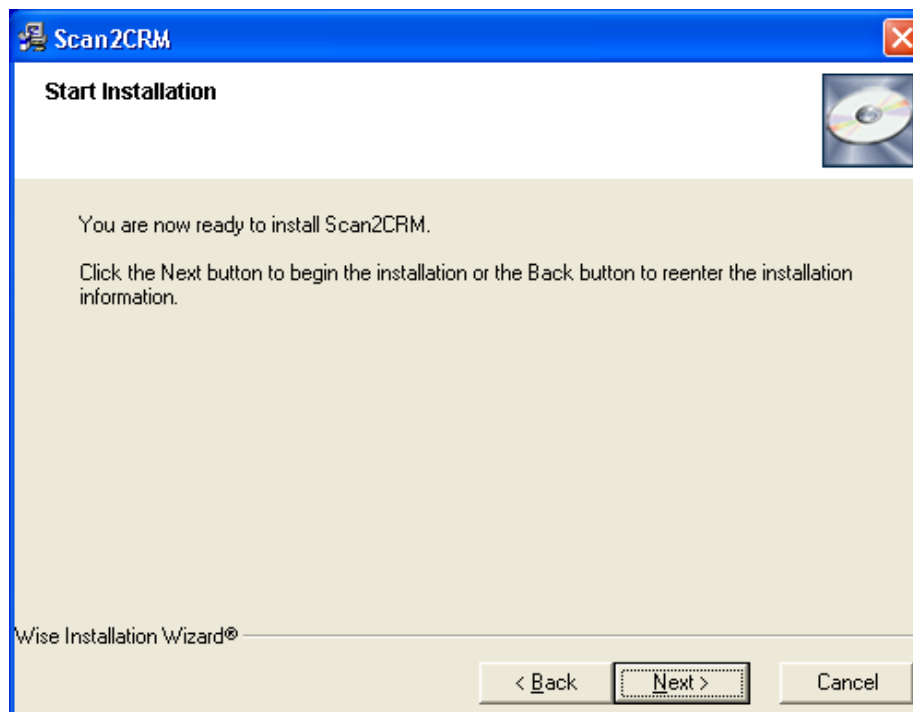 Scan2CRM
Start Installation
You are now ready to install Scan2CRM.
Click the Next button to begin the installation or the Back button to reenter the installation
information.
Wise Installation Wizard®
< Back
Next >
Cancel